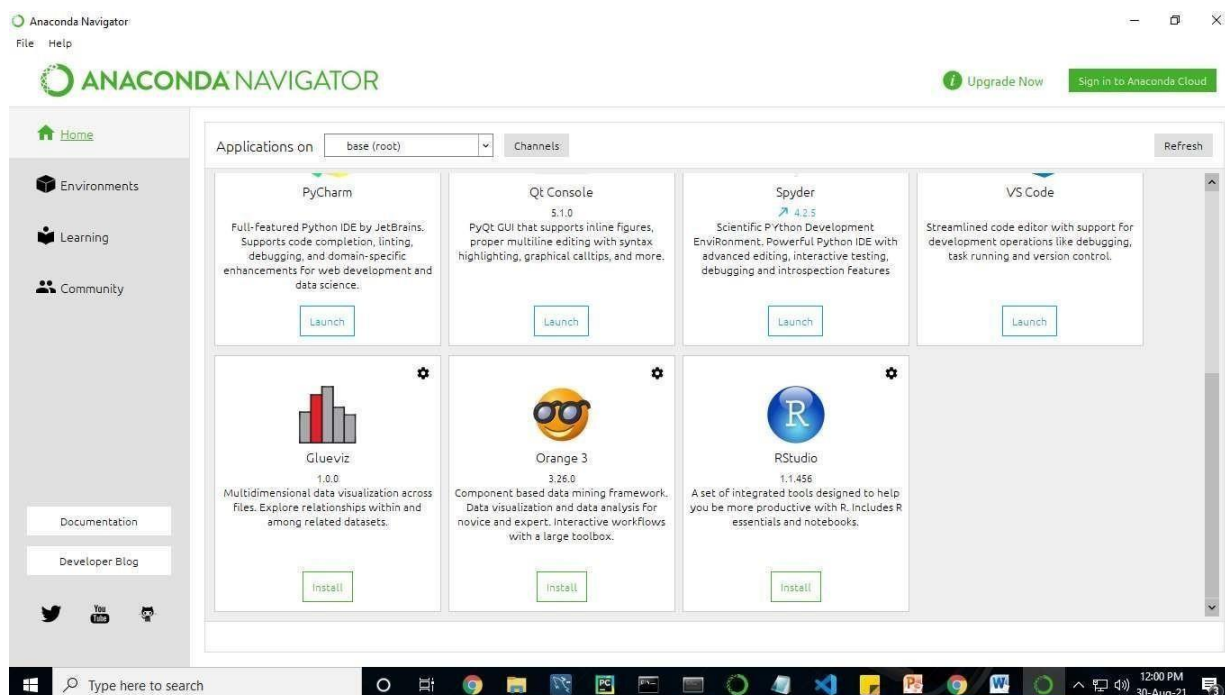 Anaconda Navigator
File Help
ANACONDA NAVIGATOR
Upgrade Now
Sign in to Anaconda Cloud
Home
Environments
Learning
Community
Documentation
Developer Blog
You
Tube
Applications on base (root) Channels Refresh
PyCharm
Full-featured Python IDE by JetBrains.
Supports code completion, linting,
debugging, and domain-specific
enhancements for web development and
data science.
Launch
Qt Console
5.1.0
PyQt GUI that supports inline figures,
proper multiline editing with syntax
highlighting, graphical calltips, and more.
Launch
Spyder
4.2.5
Scientific PYthon Development
EnviRonment. Powerful Python IDE with
advanced editing, interactive testing,
debugging and introspection features
Launch
VS Code
Streamlined code editor with support for
development operations like debugging,
task running and version control.
Launch
Glueviz
1.0.0
Multidimensional data visualization across
files. Explore relationships within and
among related datasets.
Install
Orange 3
3.26.0
Component based data mining framework.
Data visualization and data analysis for
novice and expert. Interactive workflows
with a large toolbox.
Install
R
RStudio
1.1.456
A set of integrated tools designed to help
you be more productive with R. Includes R
essentials and notebooks.
Install
Type here to search
PC
W
12:00 PM
30-Aug-21